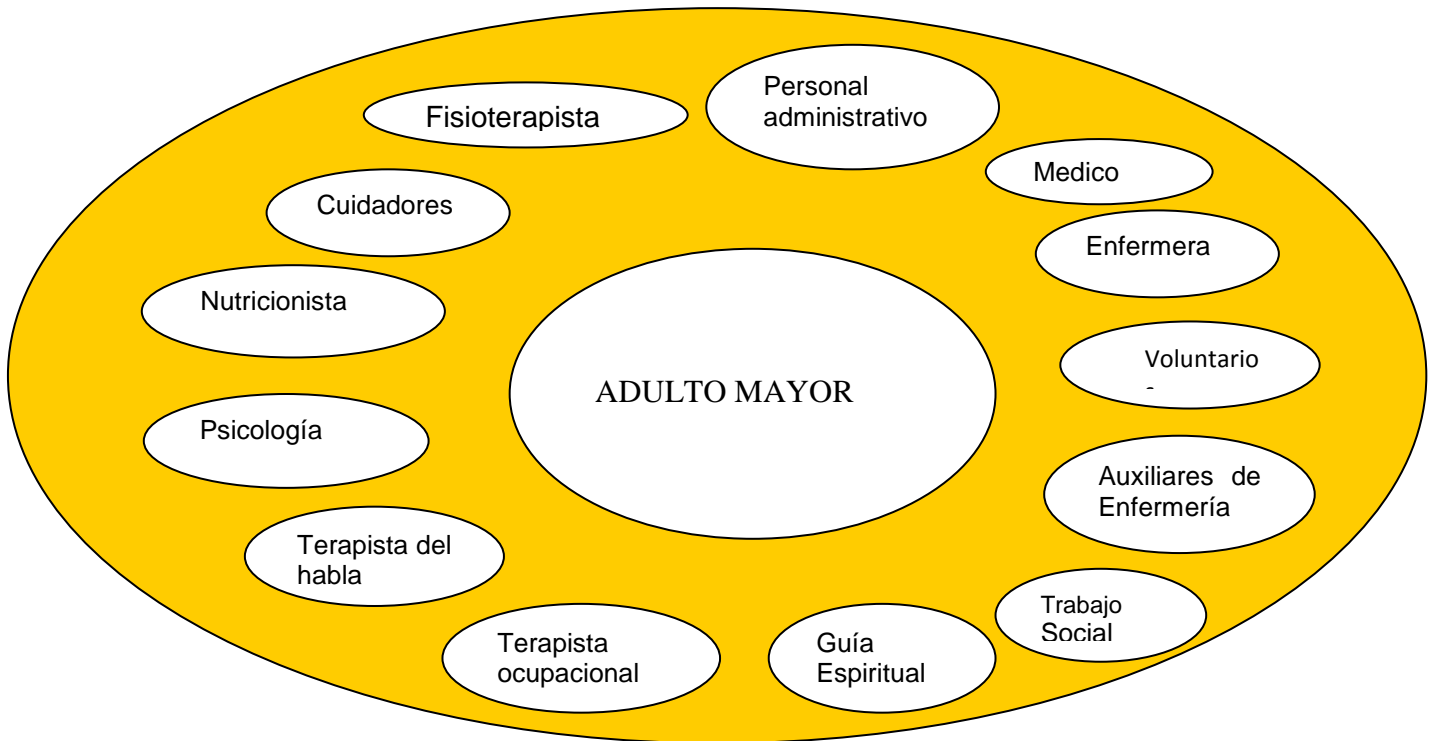 Personal
administrativo
Fisioterapista
Medico
Cuidadores
Enfermera
Nutricionista
Voluntario
ADULTO MAYOR
Psicología
Auxiliares de
Enfermería
Terapista del
habla
Trabajo
Social
Terapista
ocupacional
Guía
Espiritual